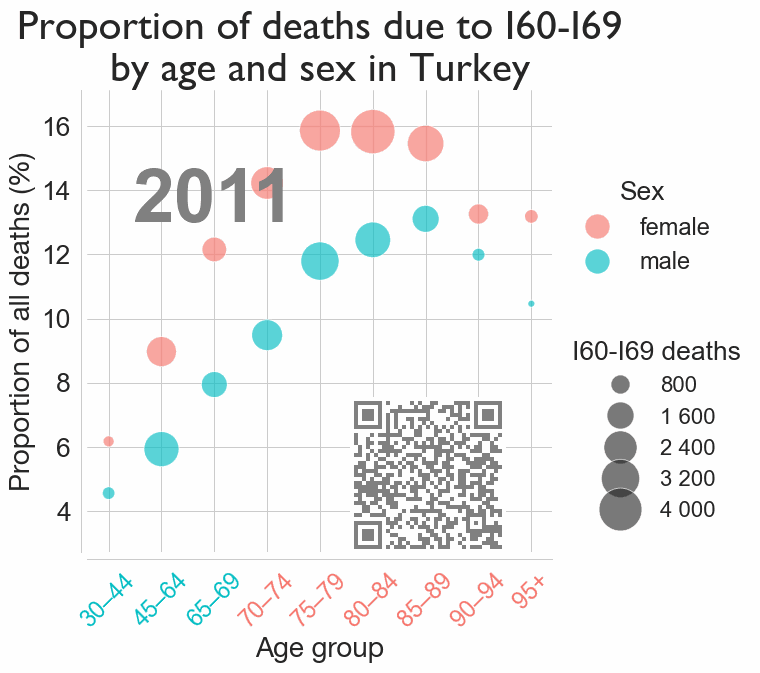 Proportion of deaths due to I60-I69
by age and sex in Turkey
Proportion of all deaths (%)
16
14
12
10
8
6
4
2011
30–44
45–64
65–69
70–74
75–79
80–84
85–89
90–94
95+
Age group
Sex
female
male
I60-I69 deaths
800
1 600
2 400
3 200
4 000